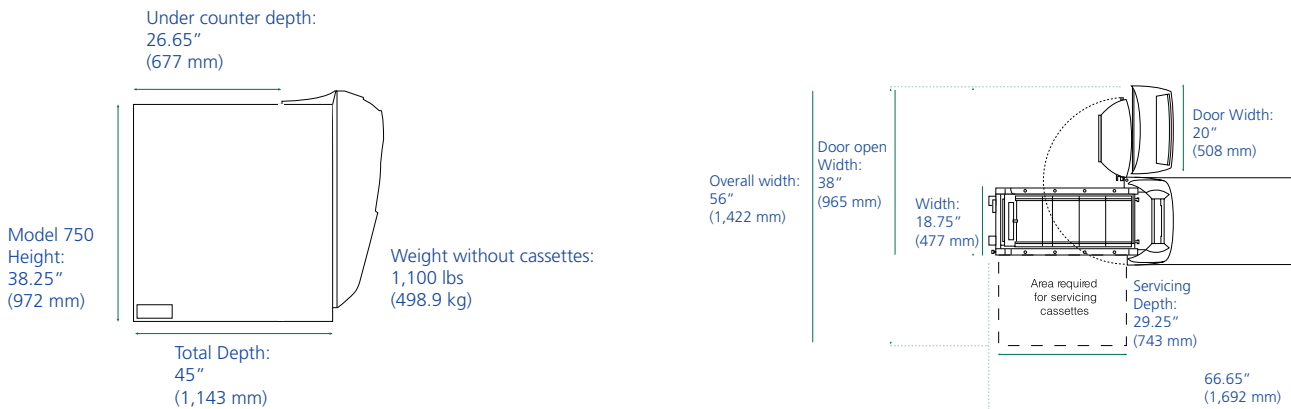 Under counter depth:
26.65”
(677 mm)
Model 750
Height:
38.25”
(972 mm)
Weight without cassettes:
1,100 lbs
(498.9 kg)
Total Depth:
45”
(1,143 mm)
Overall width:
56”
(1,422 mm)
Door open
Width:
38”
(965 mm)
Width:
18.75”
(477 mm)
Door Width:
20”
(508 mm)
Area required
for servicing
cassettes
Servicing
Depth:
29.25”
(743 mm)
66.65”
(1,692 mm)